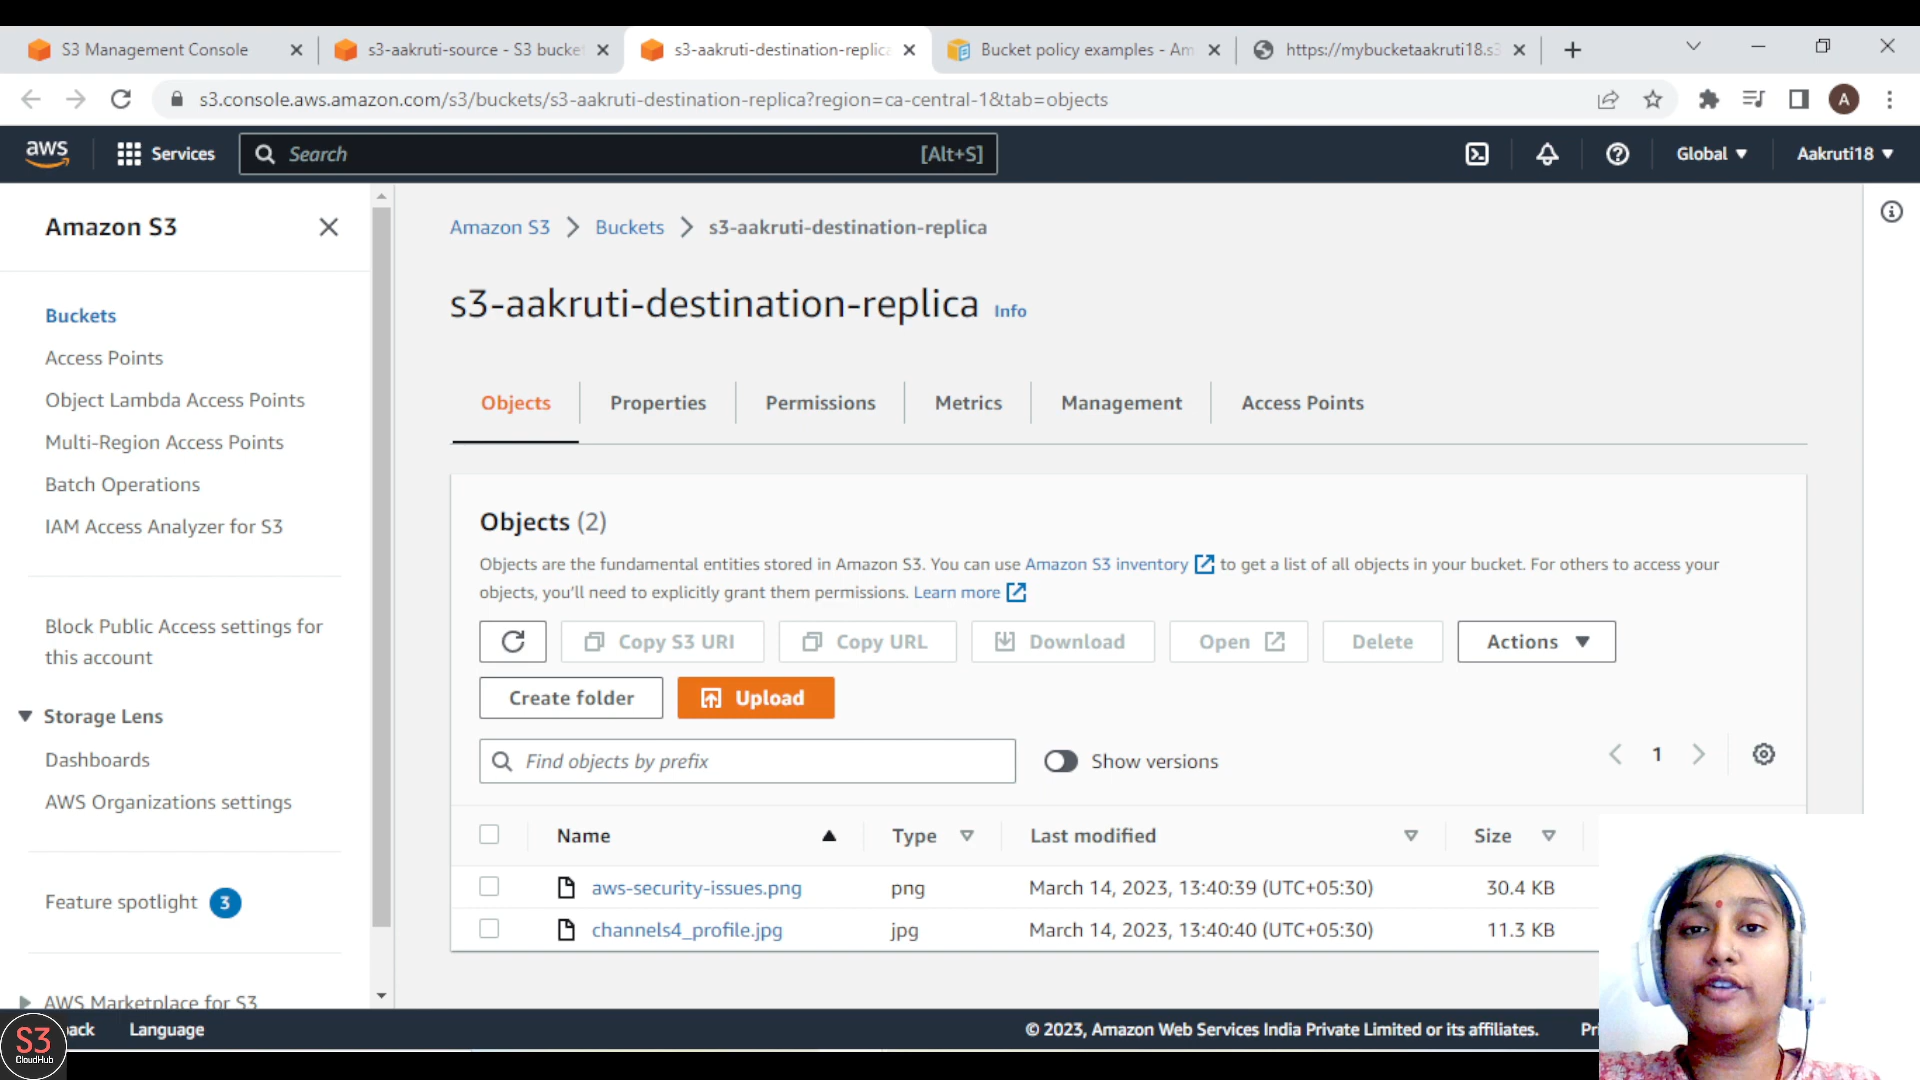 S3 Management Console
s3-aakruti-source - S3 bucket
s3-aakruti-destination-replica
Bucket policy examples - Am
https://mybucketaakruti18.s3
s3.console.aws.amazon.com/s3/buckets/s3-aakruti-destination-replica?region=ca-central-1&tab=objects
A
aws
Services
Search
[Alt+S]
Global
Aakruti18
Amazon S3
Buckets
Access Points
Object Lambda Access Points
Multi-Region Access Points
Batch Operations
IAM Access Analyzer for S3
Block Public Access settings for
this account
Storage Lens
Dashboards
AWS Organizations settings
Feature spotlight 3
AWS Marketplace for S3
Amazon S3 > Buckets > s3-aakruti-destination-replica
s3-aakruti-destination-replica Info
Objects
Properties
Permissions
Metrics
Management
Access Points
Objects (2)
Objects are the fundamental entities stored in Amazon S3. You can use Amazon S3 inventory to get a list of all objects in your bucket. For others to access your
objects, you'll need to explicitly grant them permissions. Learn more
Copy S3 URI
Copy URL
Download
Open
Delete
Actions
Create folder
Upload
Find objects by prefix
Show versions
1
Name Type Last modified Size
aws-security-issues.png png March 14, 2023, 13:40:39 (UTC+05:30) 30.4 KB
channels4_profile.jpg jpg March 14, 2023, 13:40:40 (UTC+05:30) 11.3 KB
S3
CloudHub
ack
Language
© 2023, Amazon Web Services India Private Limited or its affiliates.
Pri